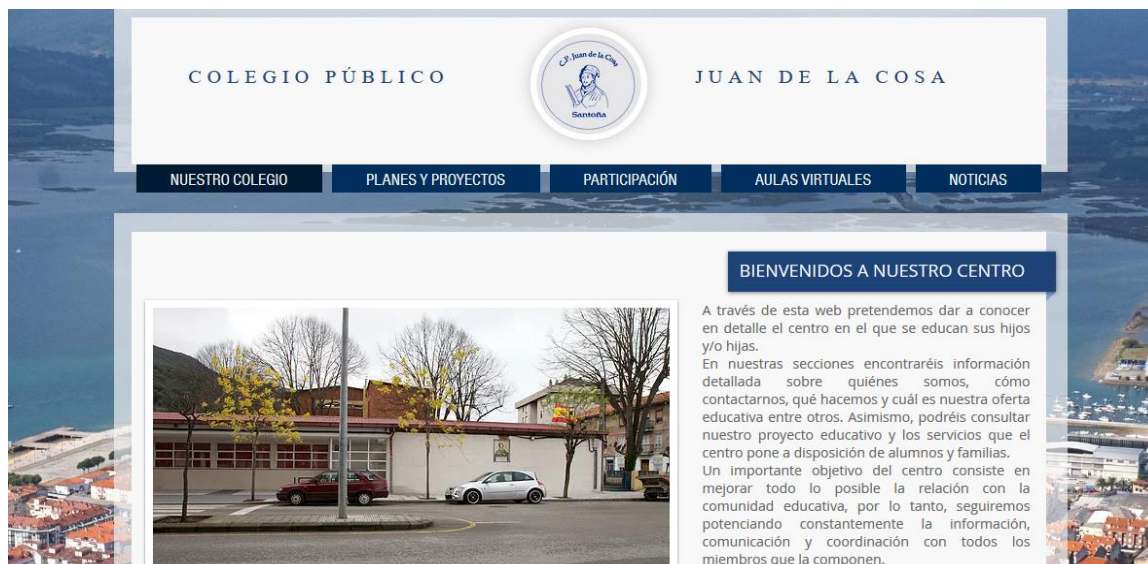 COLEGIO PÚBLICO
C.P. Juan de la Cosa
Santoña
JUAN DE LA COSA
NUESTRO COLEGIO
PLANES Y PROYECTOS
PARTICIPACIÓN
AULAS VIRTUALES
NOTICIAS
BIENVENIDOS A NUESTRO CENTRO
A través de esta web pretendemos dar a conocer
en detalle el centro en el que se educan sus hijos
y/o hijas.
En nuestras secciones encontraréis información
detallada sobre quiénes somos, cómo
contactarnos, qué hacemos y cuál es nuestra oferta
educativa entre otros. Asimismo, podréis consultar
nuestro proyecto educativo y los servicios que el
centro pone a disposición de alumnos y familias.
Un importante objetivo del centro consiste en
mejorar todo lo posible la relación con la
comunidad educativa, por lo tanto, seguiremos
potenciando constantemente la información,
comunicación y coordinación con todos los
miembros que la componen.